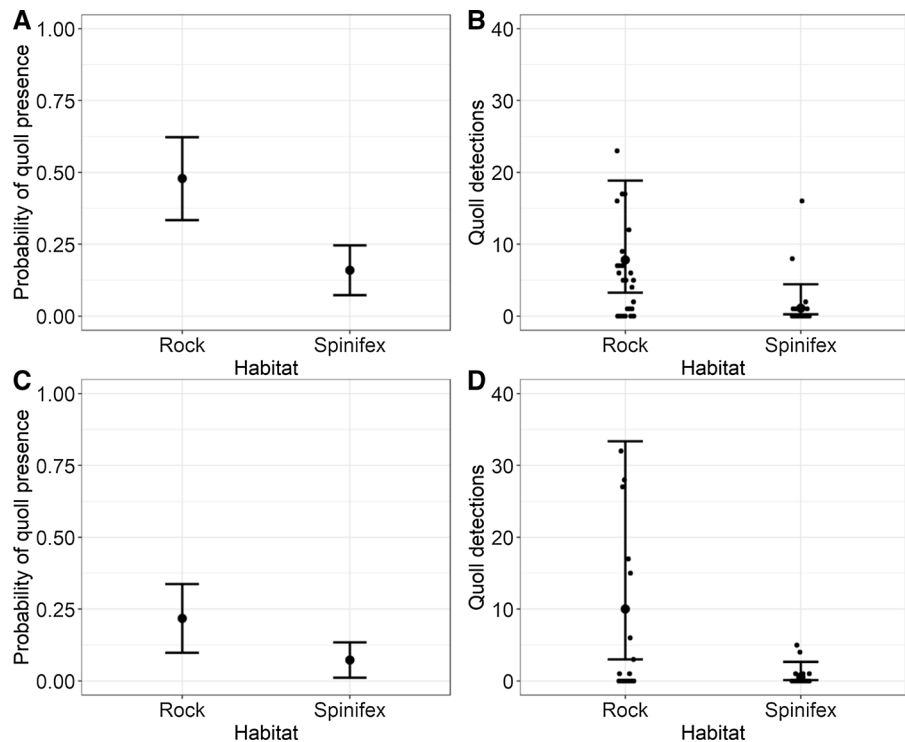 A
Probability of quoll presence
1.00
0.75
0.50
0.25
0.00
Rock Spinifex
Habitat
B
Quoll detections
40
30
20
10
0
Rock Spinifex
Habitat
C
Probability of quoll presence
1.00
0.75
0.50
0.25
0.00
Rock Spinifex
Habitat
D
Quoll detections
40
30
20
10
0
Rock Spinifex
Habitat